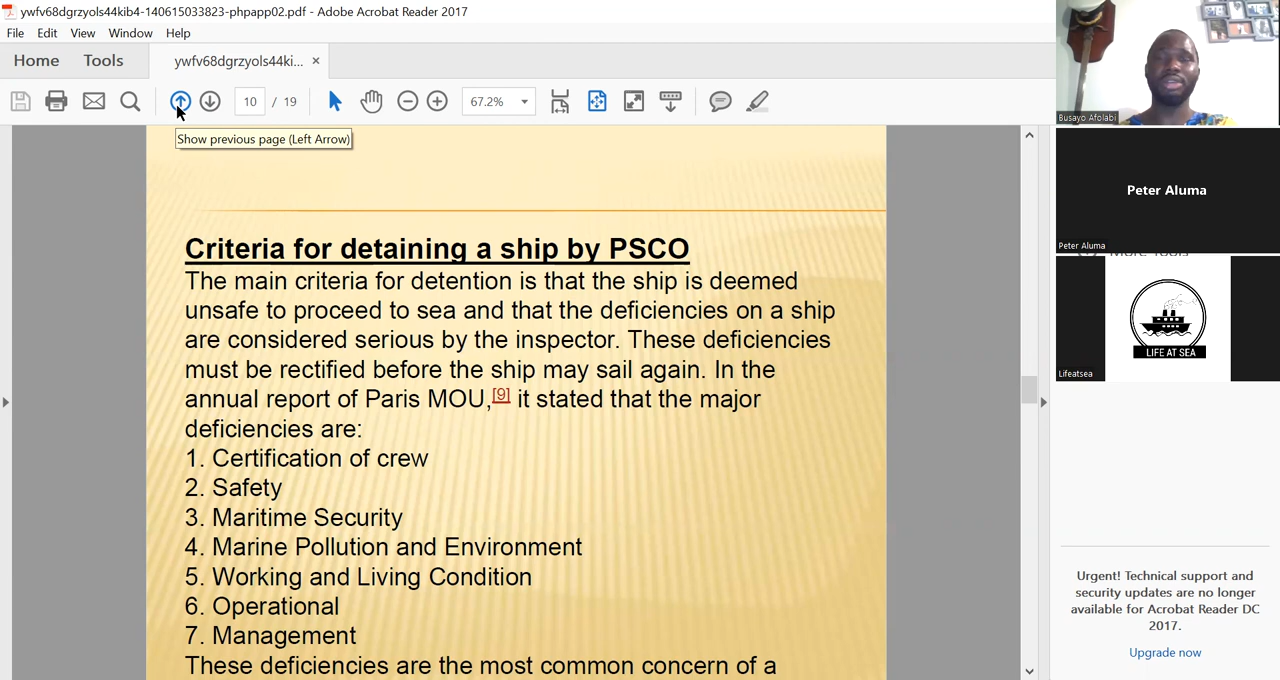 ywfv68dgrzyols44kib4-140615033823-phpapp02.pdf - Adobe Acrobat Reader 2017
File Edit View Window Help
Home Tools ywfv68dgrzyols44ki... ×
10 / 19 67.2%
Show previous page (Left Arrow)
Criteria for detaining a ship by PSCO
The main criteria for detention is that the ship is deemed
unsafe to proceed to sea and that the deficiencies on a ship
are considered serious by the inspector. These deficiencies
must be rectified before the ship may sail again. In the
annual report of Paris MOU,[9] it stated that the major
deficiencies are:
1. Certification of crew
2. Safety
3. Maritime Security
4. Marine Pollution and Environment
5. Working and Living Condition
6. Operational
7. Management
These deficiencies are the most common concern of a
Busayo Afolabi
Peter Aluma
Peter Aluma
More Tools
LIFE AT SEA
Lifeatsea
Urgent! Technical support and
security updates are no longer
available for Acrobat Reader DC
2017.
Upgrade now